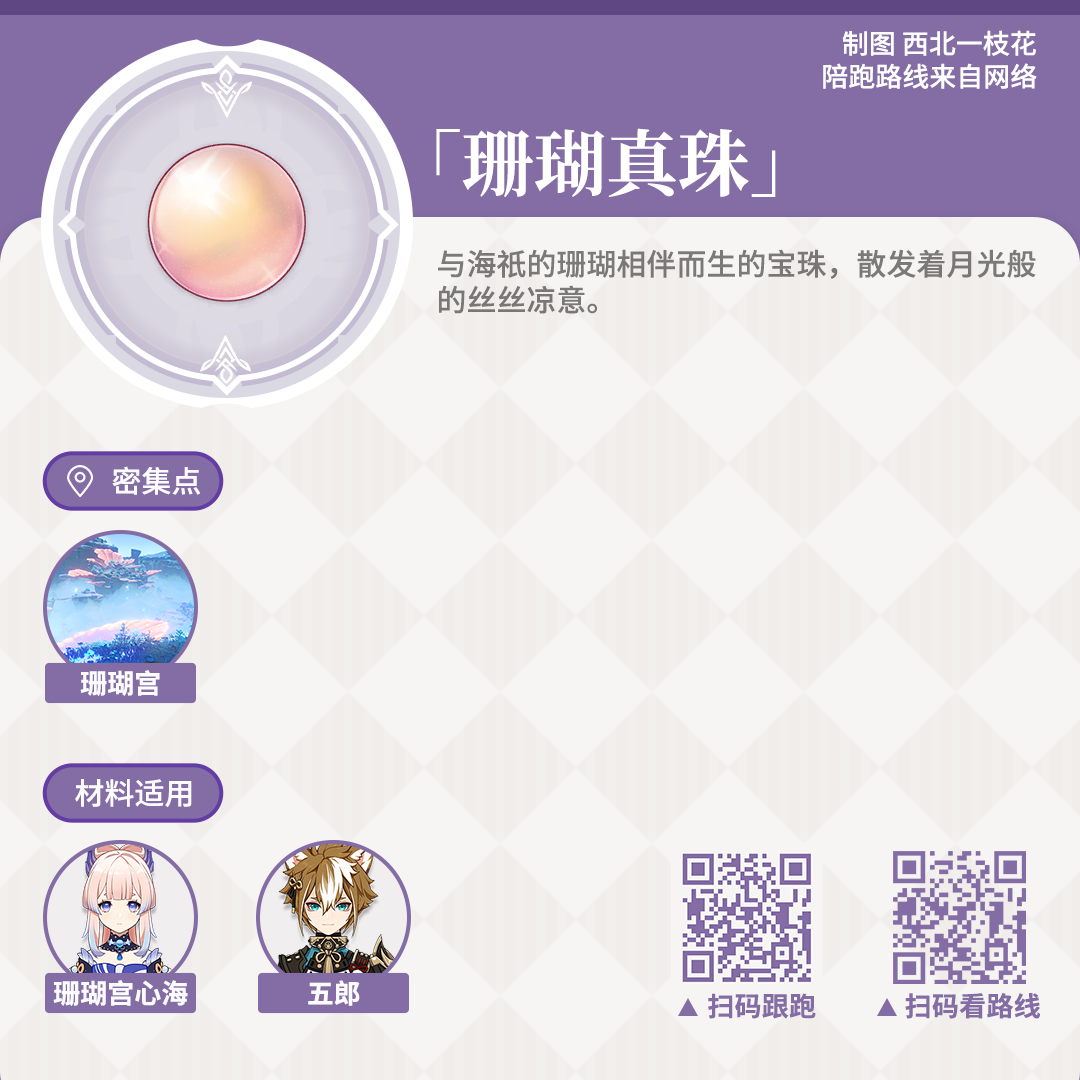 制图 西北一枝花
陪跑路线来自网络
「珊瑚真珠」
与海祇的珊瑚相伴而生的宝珠，散发着月光般
的丝丝凉意。
密集点
珊瑚宫
材料适用
珊瑚宫心海
五郎
▲ 扫码跟跑
▲ 扫码看路线